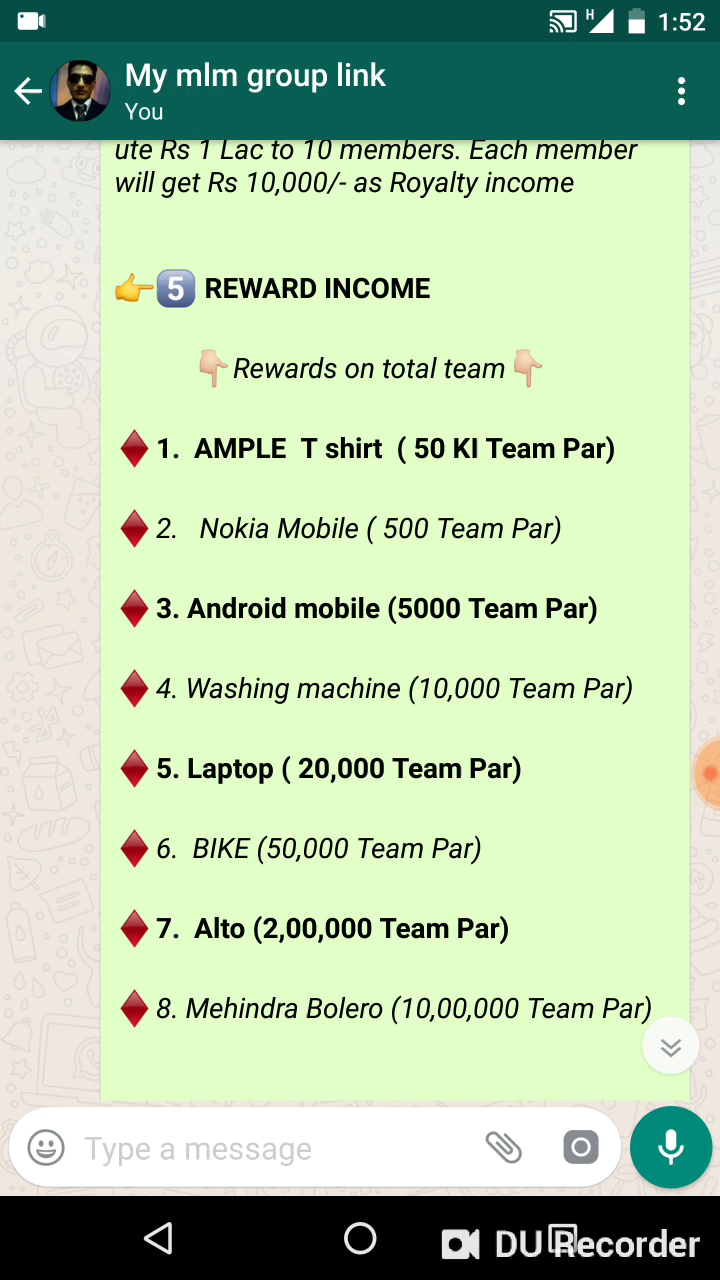 1:52
H
My mlm group link
You
ute Rs 1 Lac to 10 members. Each member
will get Rs 10,000/- as Royalty income
👉5️⃣ REWARD INCOME
👇Rewards on total team👇
♦1. AMPLE T shirt ( 50 KI Team Par)
♦2. Nokia Mobile ( 500 Team Par)
♦3. Android mobile (5000 Team Par)
♦4. Washing machine (10,000 Team Par)
♦5. Laptop ( 20,000 Team Par)
♦6. BIKE (50,000 Team Par)
♦7. Alto (2,00,000 Team Par)
♦8. Mehindra Bolero (10,00,000 Team Par)
Type a message
DU Recorder